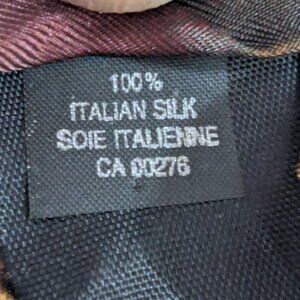 100%
ITALIAN SILK
SOIE ITALIENNE
CA 00276